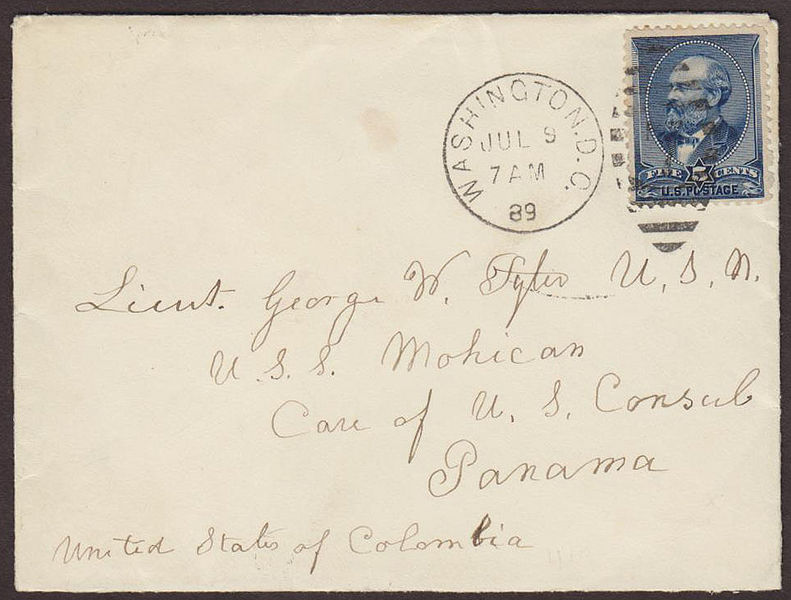 WASHINGTON. D.C.
JUL 9
7 AM
89
FIVE 5 CENTS
U.S. POSTAGE
Lieut. George W. Tyler U.S.N.
U.S.S. Mohican
Care of U.S. Consul
Panama
United States of Colombia